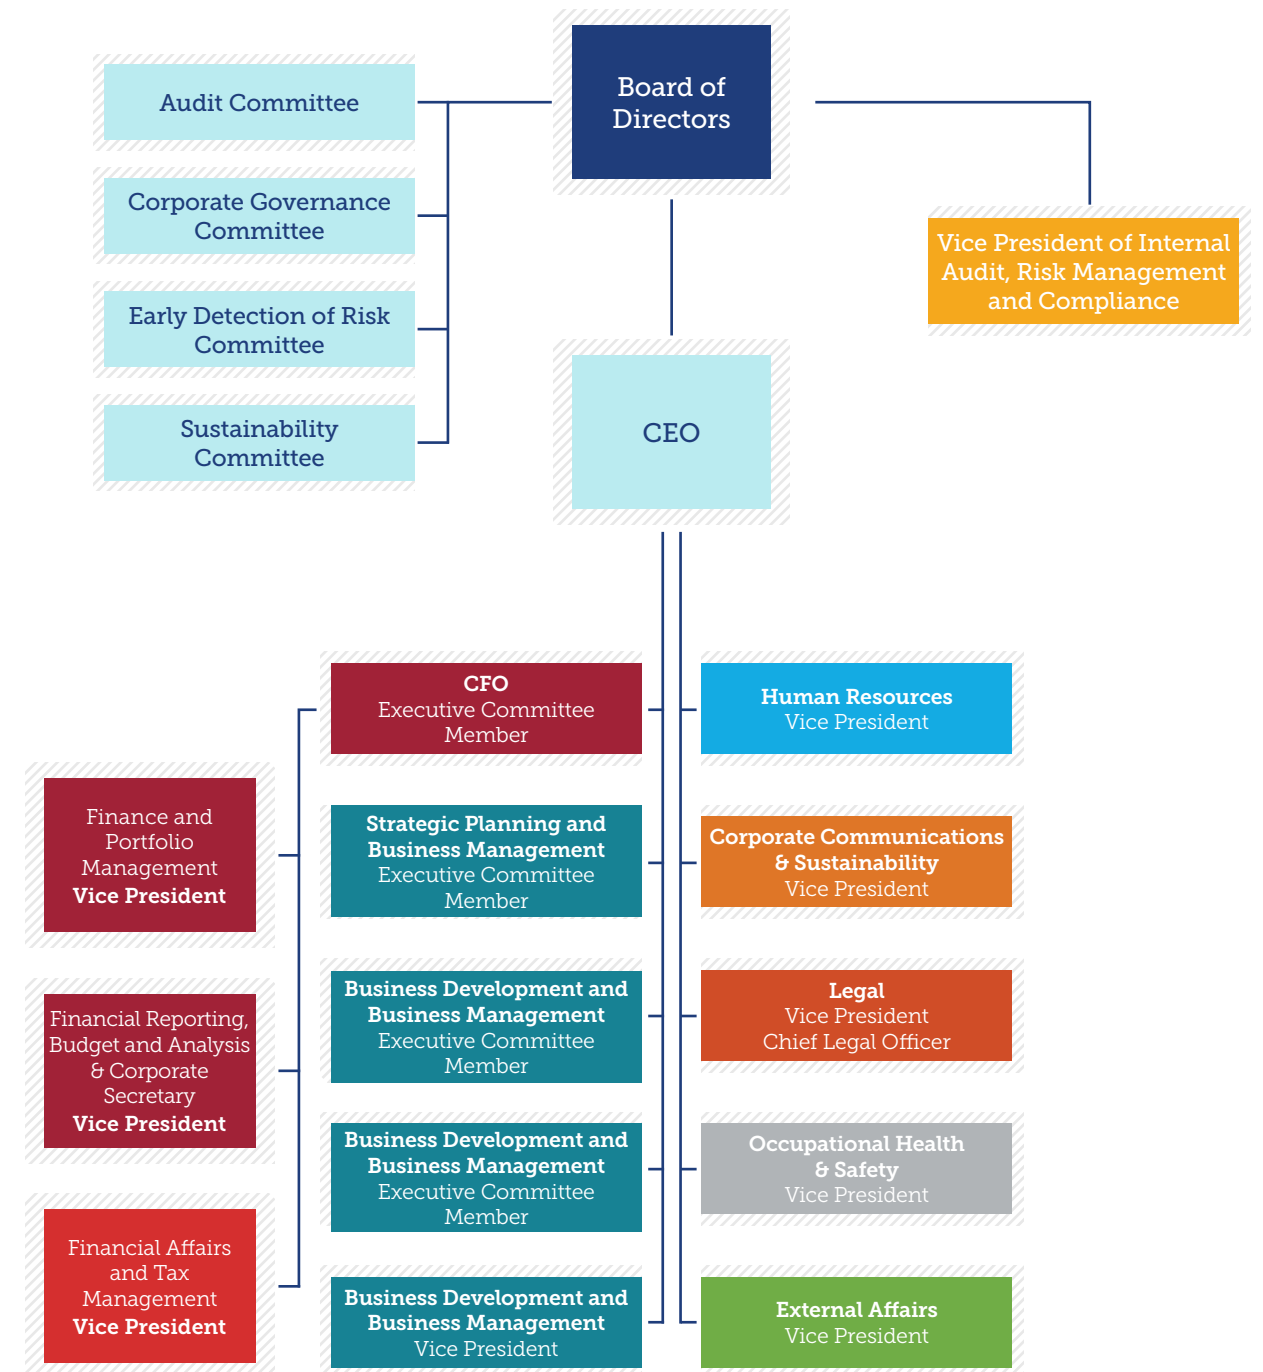 Board of
Directors
Audit Committee
Corporate Governance
Committee
Early Detection of Risk
Committee
Sustainability
Committee
Vice President of Internal
Audit, Risk Management
and Compliance
CEO
CFO
Executive Committee
Member
Strategic Planning and
Business Management
Executive Committee
Member
Business Development and
Business Management
Executive Committee
Member
Business Development and
Business Management
Executive Committee
Member
Business Development and
Business Management
Vice President
Finance and
Portfolio
Management
Vice President
Financial Reporting,
Budget and Analysis
& Corporate
Secretary
Vice President
Financial Affairs
and Tax
Management
Vice President
Human Resources
Vice President
Corporate Communications
& Sustainability
Vice President
Legal
Vice President
Chief Legal Officer
Occupational Health
& Safety
Vice President
External Affairs
Vice President